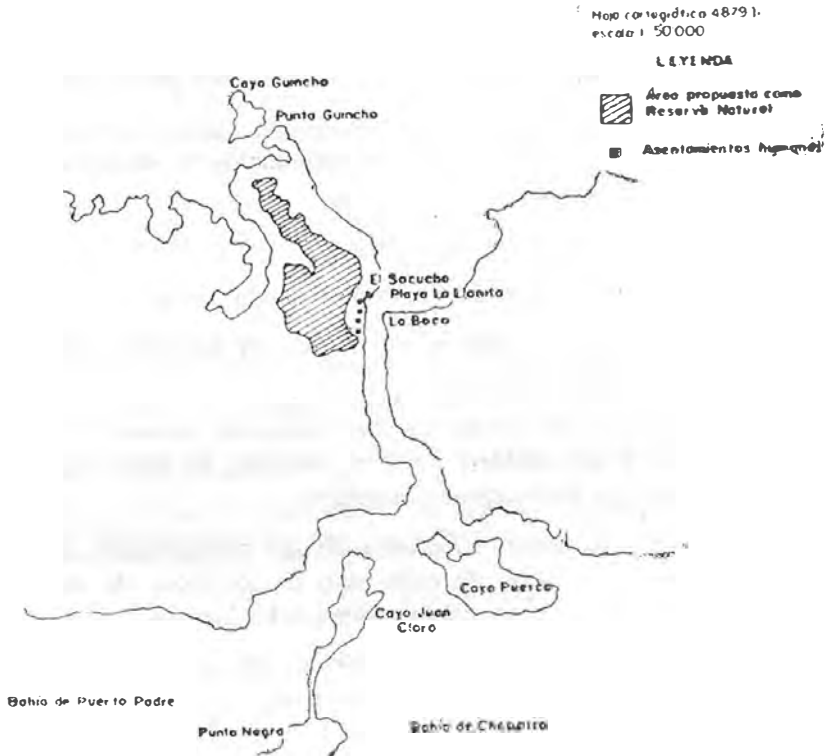 Hoja cartográfica 4879 I.
escala 1 50 000
LEYENDA
Área propuesta como
Reserva Natural
Asentamientos humanos
Cayo Guincho
Punta Guincho
El Socucho
Playa La Llanita
La Boca
Cayo Puerco
Cayo Juan
Claro
Bahía de Puerto Padre
Punta Negra
Bahía de